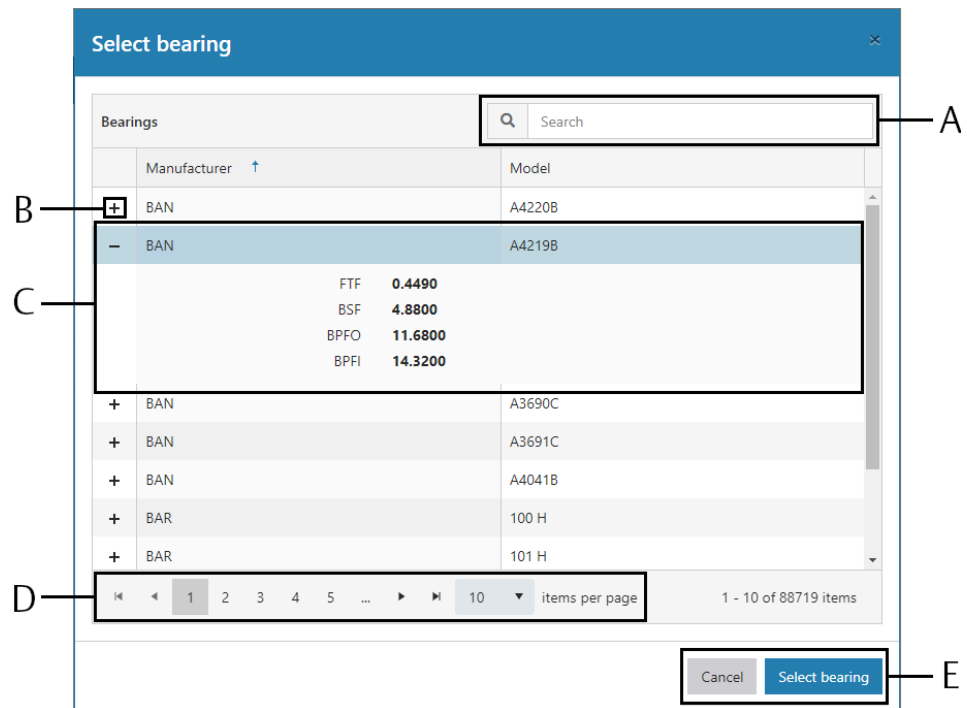 Select bearing ×
Bearings Search A
Manufacturer ↑ Model
B + BAN A4220B
− BAN A4219B
C
FTF 0.4490
BSF 4.8800
BPFO 11.6800
BPFI 14.3200
+ BAN A3690C
+ BAN A3691C
+ BAN A4041B
+ BAR 100 H
+ BAR 101 H
D 1 2 3 4 5 ... 10 items per page 1 - 10 of 88719 items
Cancel Select bearing E